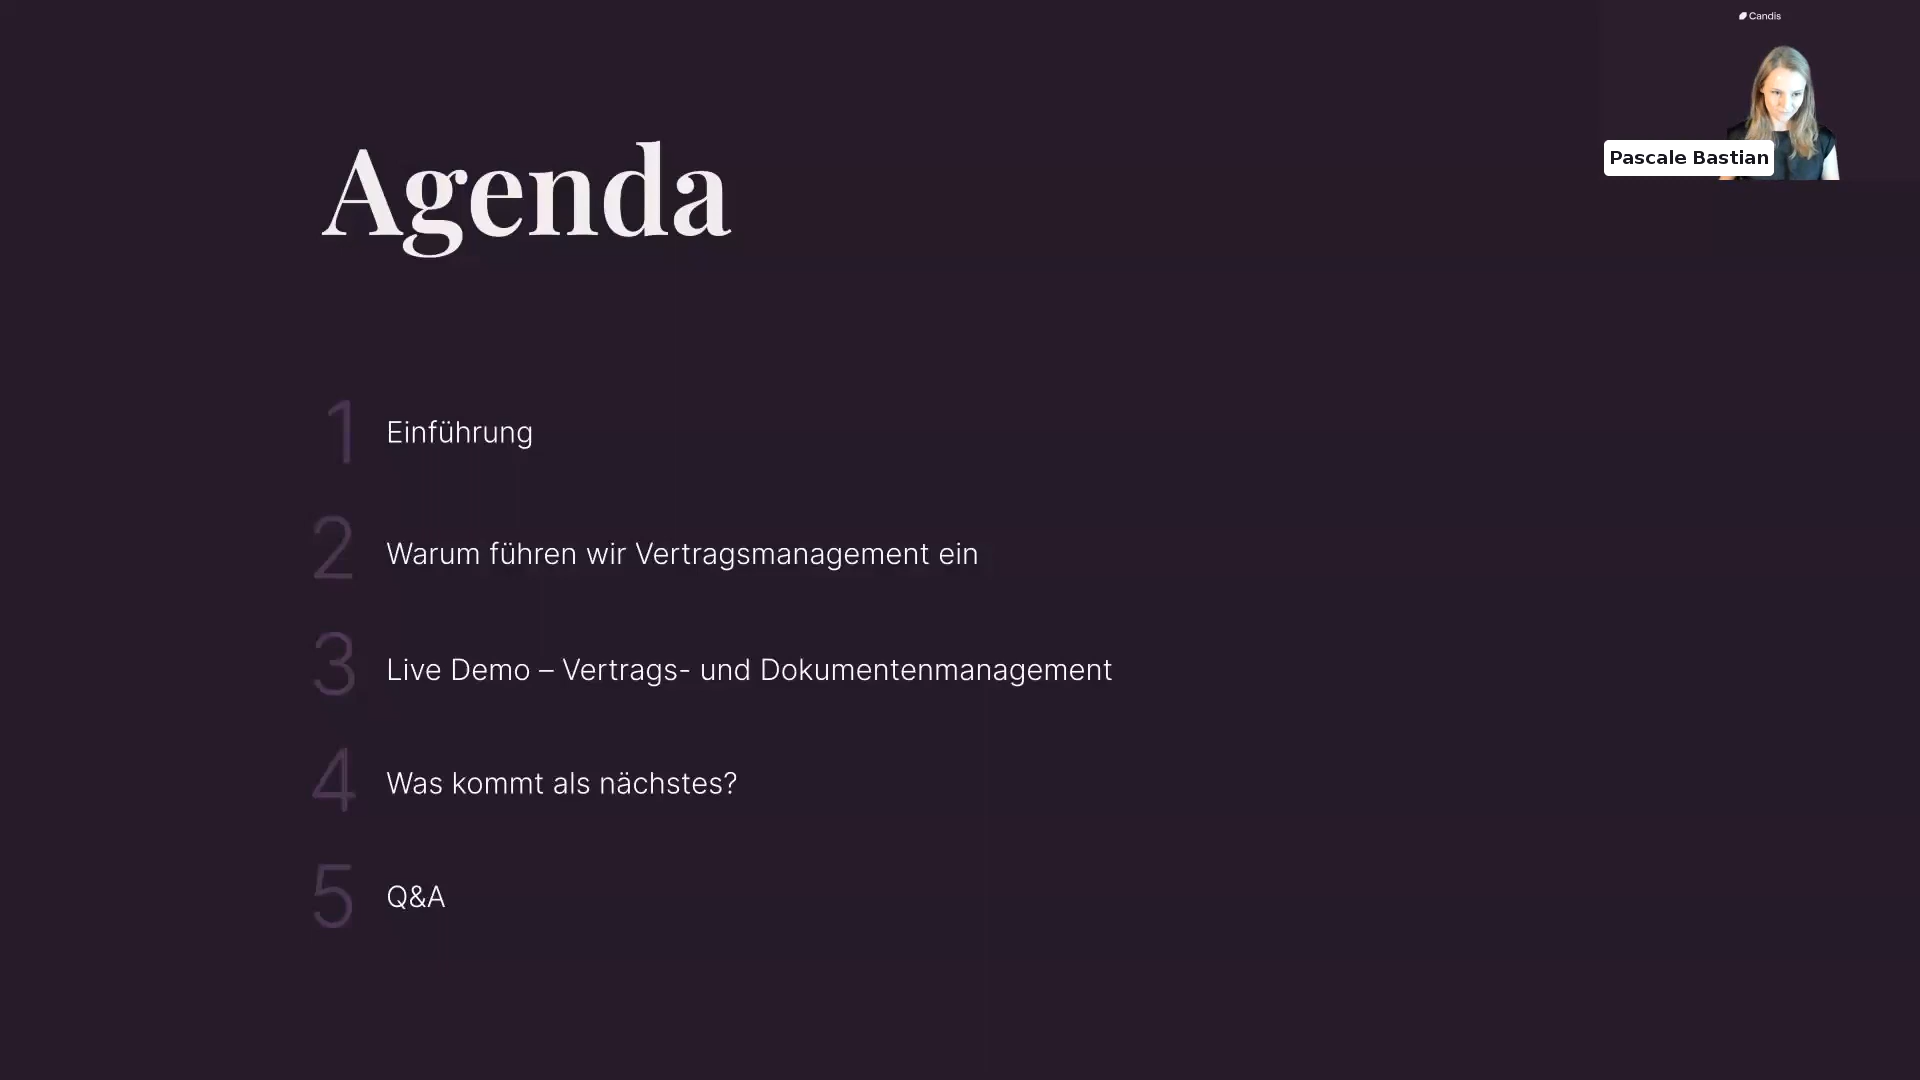 Candis
Pascale Bastian
Agenda
1 Einführung
2 Warum führen wir Vertragsmanagement ein
3 Live Demo – Vertrags- und Dokumentenmanagement
4 Was kommt als nächstes?
5 Q&A